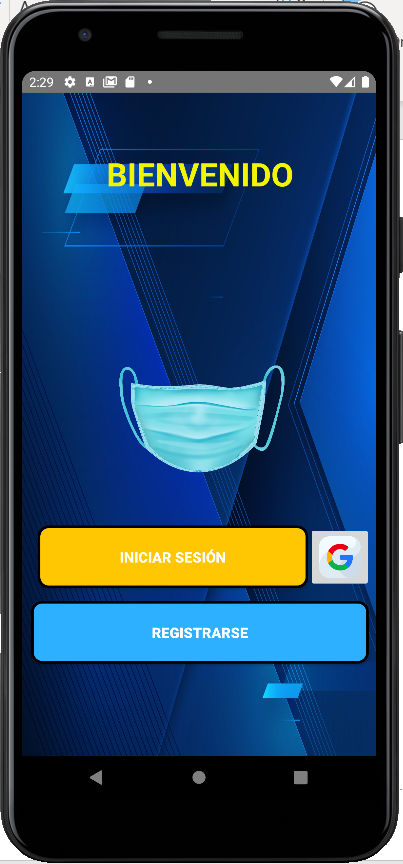 2:29
BIENVENIDO
INICIAR SESIÓN
G
REGISTRARSE